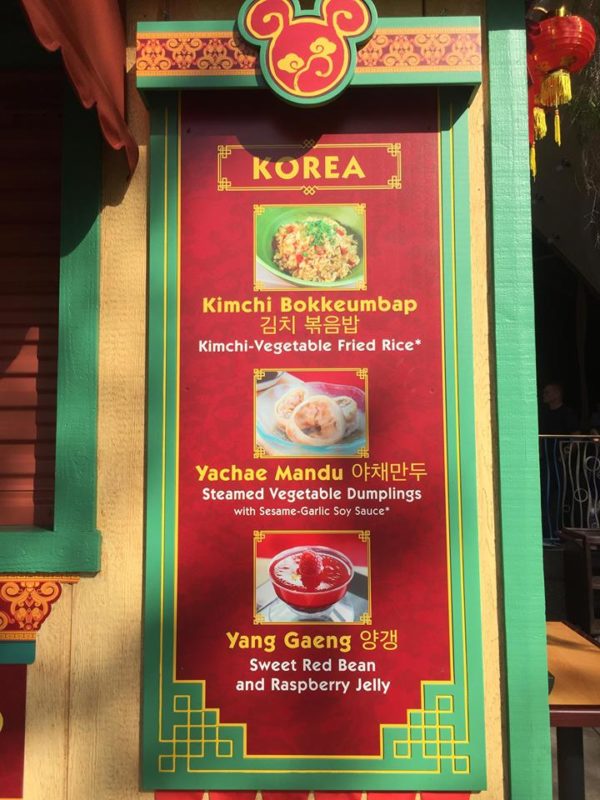 KOREA
Kimchi Bokkeumbap
김치 볶음밥
Kimchi-Vegetable Fried Rice*
Yachae Mandu 야채만두
Steamed Vegetable Dumplings
with Sesame-Garlic Soy Sauce*
Yang Gaeng 양갱
Sweet Red Bean
and Raspberry Jelly